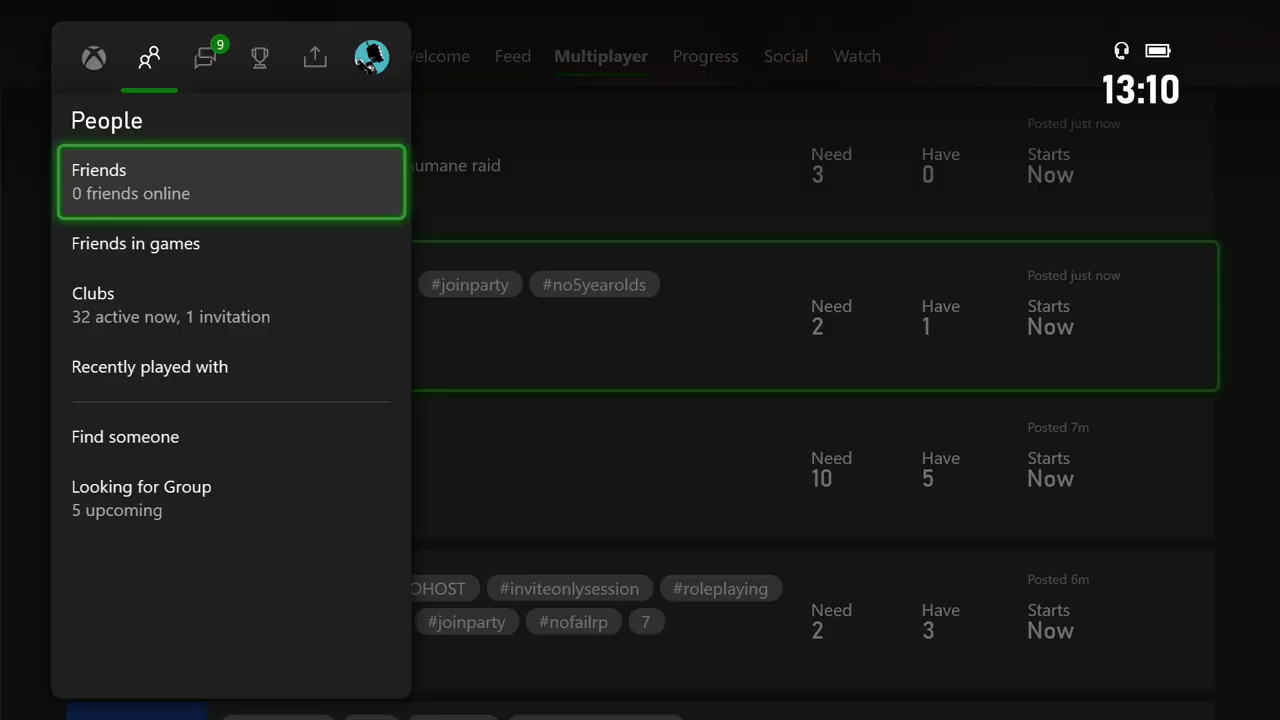 9
Welcome Feed Multiplayer Progress Social Watch
13:10
People
Friends
0 friends online
Friends in games
Clubs
32 active now, 1 invitation
Recently played with
Find someone
Looking for Group
5 upcoming
Posted just now
umane raid
Need Have Starts
3 0 Now
Posted just now
#joinparty #no5yearolds
Need Have Starts
2 1 Now
Posted 7m
Need Have Starts
10 5 Now
Posted 6m
OHOST #inviteonlysession #roleplaying
#joinparty #nofailrp 7
Need Have Starts
2 3 Now